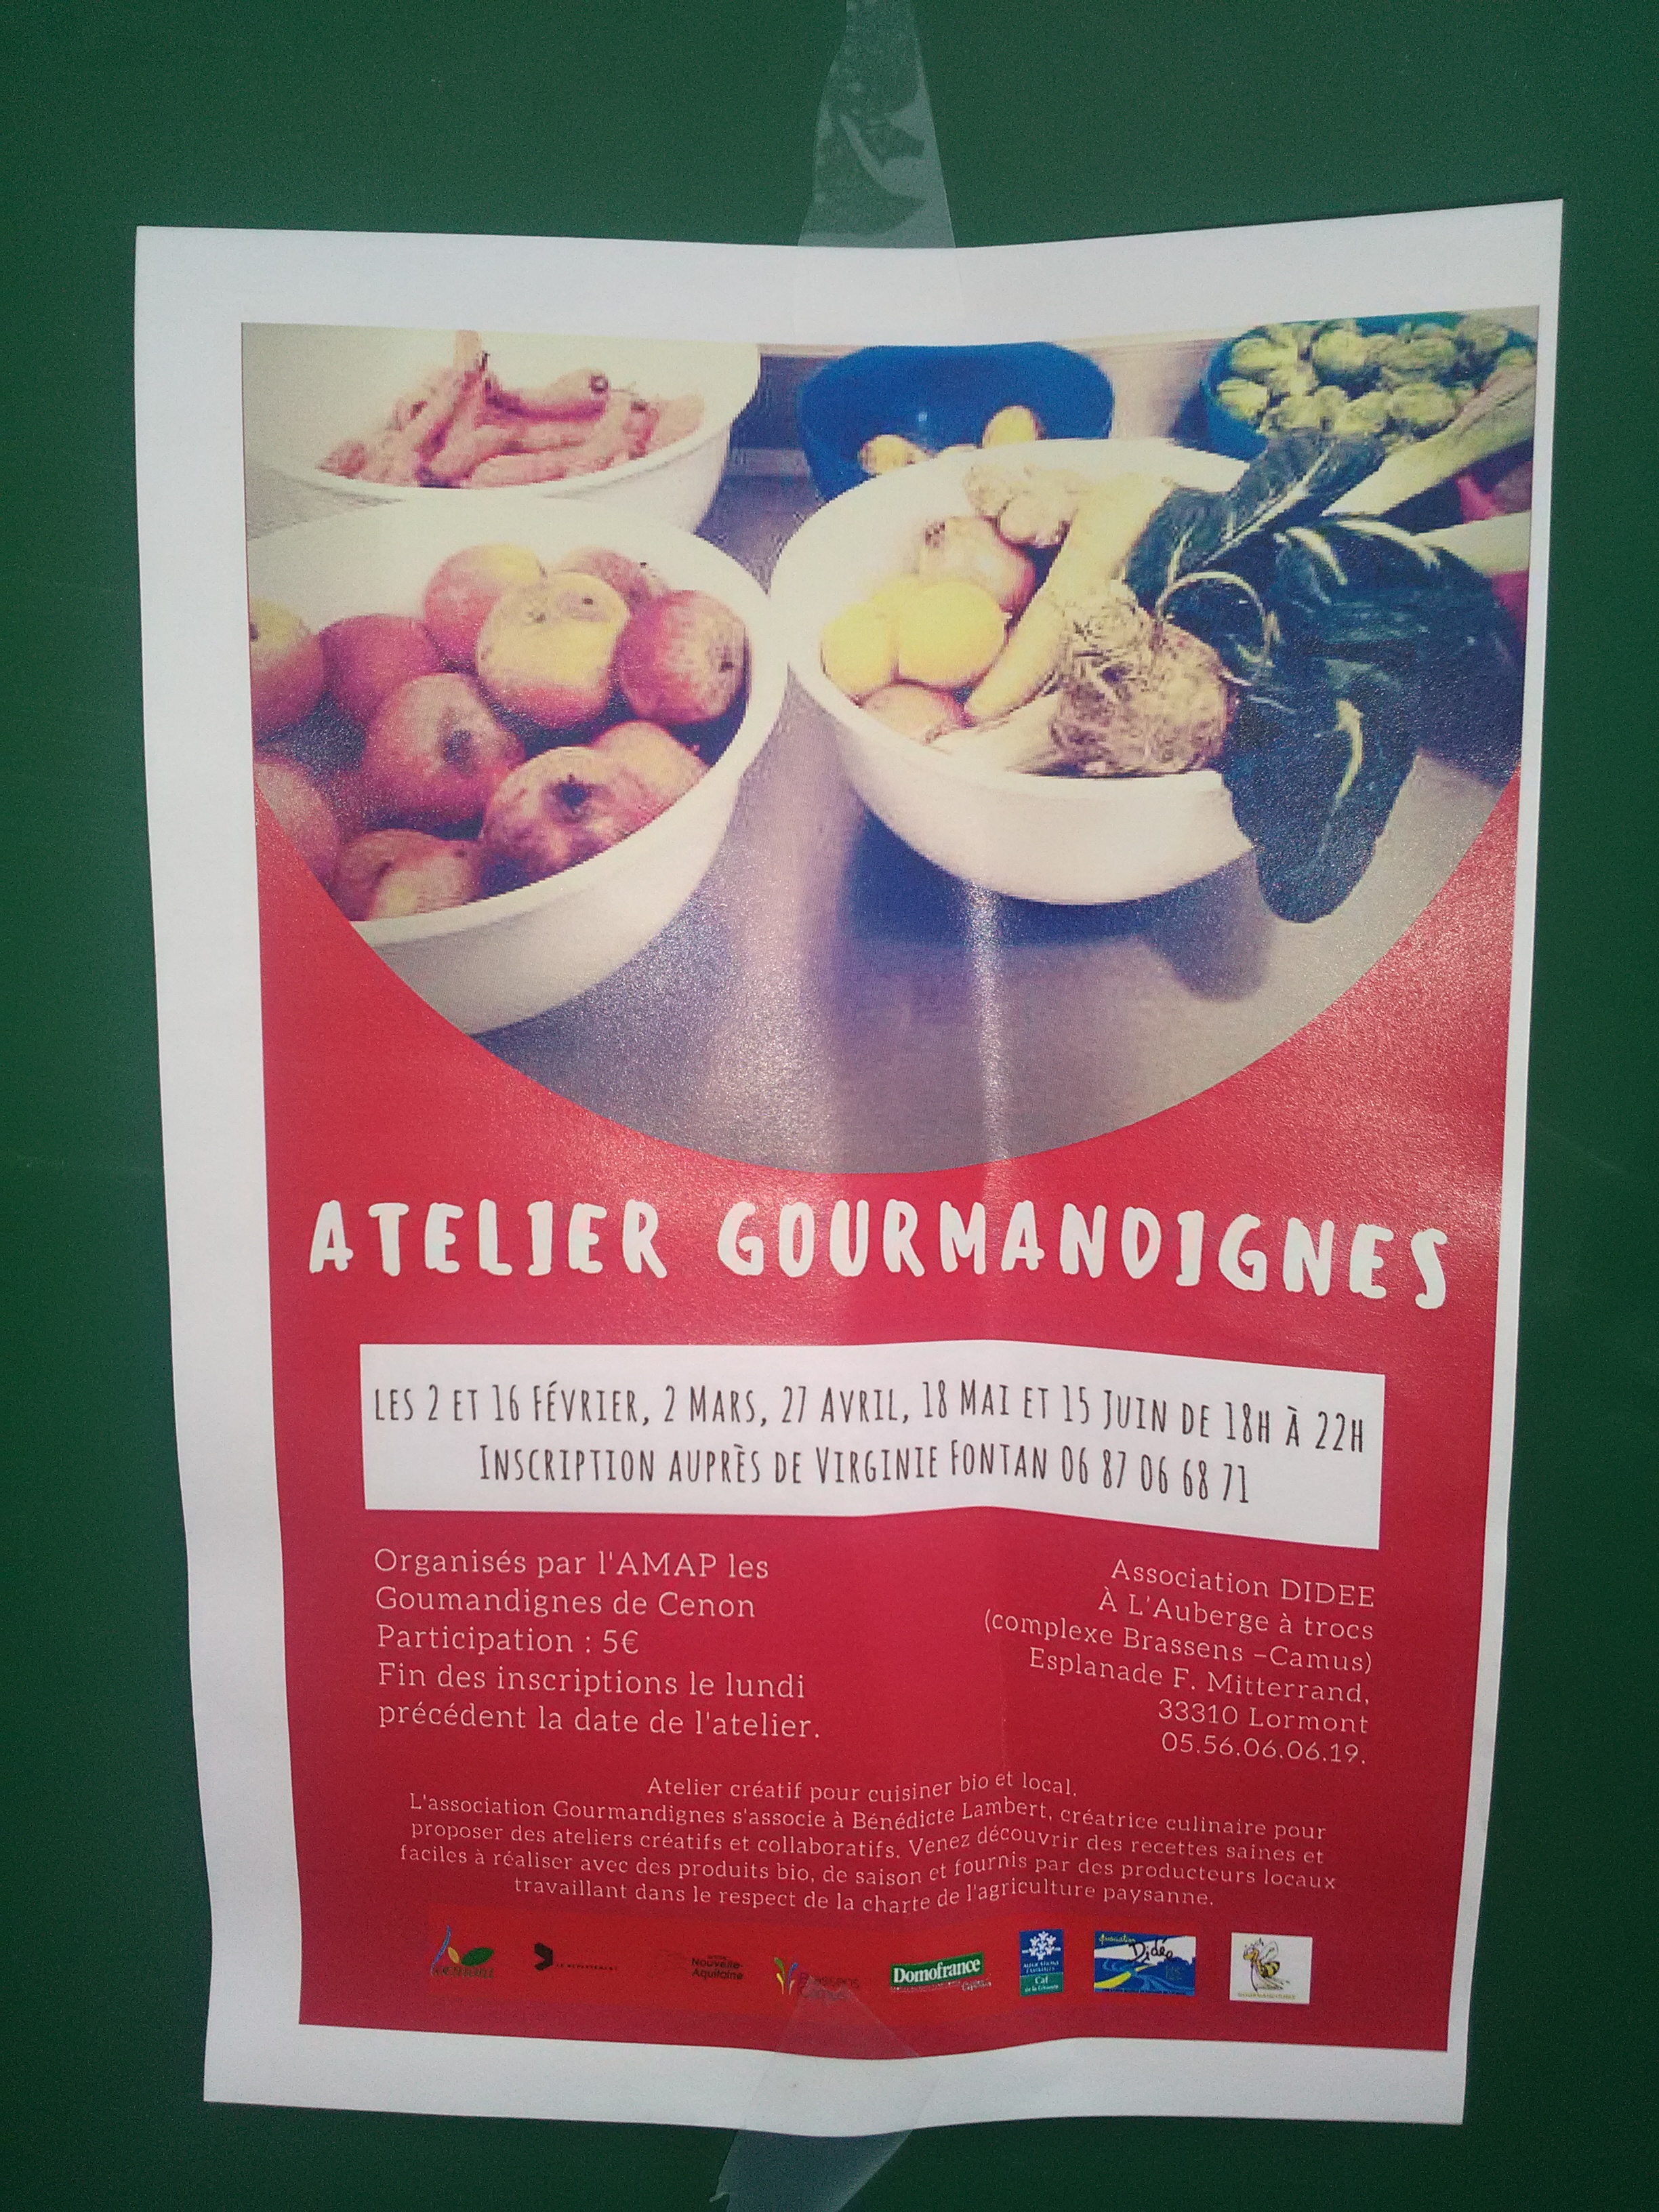 ATELIER GOURMANDIGNES
LES 2 ET 16 FÉVRIER, 2 MARS, 27 AVRIL, 18 MAI ET 15 JUIN DE 18H À 22H
INSCRIPTION AUPRÈS DE VIRGINIE FONTAN 06 87 06 68 71
Organisés par l'AMAP les
Goumandignes de Cenon
Participation : 5€
Fin des inscriptions le lundi
précédent la date de l'atelier.
Association DIDEE
À L'Auberge à trocs
(complexe Brassens –Camus)
Esplanade F. Mitterrand,
33310 Lormont
05.56.06.06.19.
Atelier créatif pour cuisiner bio et local.
L'association Gourmandignes s'associe à Bénédicte Lambert, créatrice culinaire pour
proposer des ateliers créatifs et collaboratifs. Venez découvrir des recettes saines et
faciles à réaliser avec des produits bio, de saison et fournis par des producteurs locaux
travaillant dans le respect de la charte de l'agriculture paysanne.
Nouvelle-
Aquitaine
Domofrance
Caf
Didée